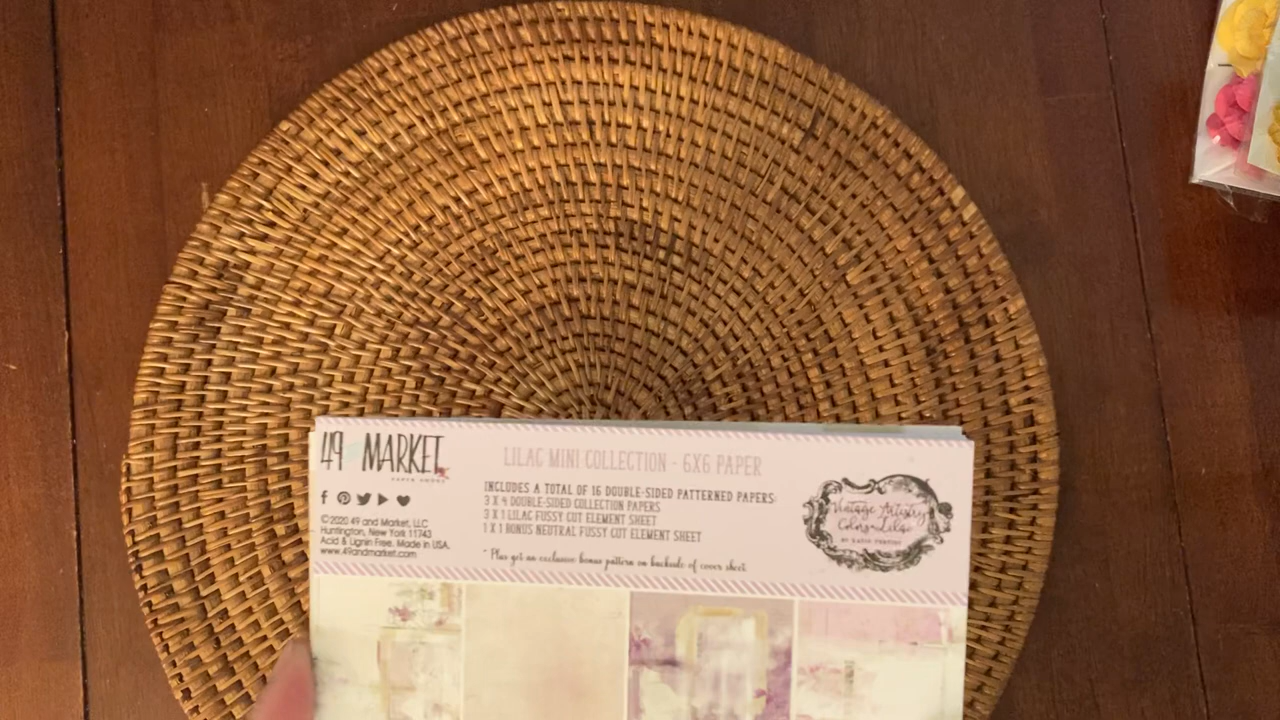 49 MARKET
©2020 49 and Market, LLC
Huntington, New York 11743
Acid & Lignin Free. Made in USA.
www.49andmarket.com
LILAC MINI COLLECTION - 6X6 PAPER
INCLUDES A TOTAL OF 16 DOUBLE-SIDED PATTERNED PAPERS:
3 X 4 DOUBLE-SIDED COLLECTION PAPERS
3 X 1 LILAC FUSSY CUT ELEMENT SHEET
1 X 1 BONUS NEUTRAL FUSSY CUT ELEMENT SHEET
* Plus get an exclusive bonus pattern on backside of cover sheet
Vintage Artistry